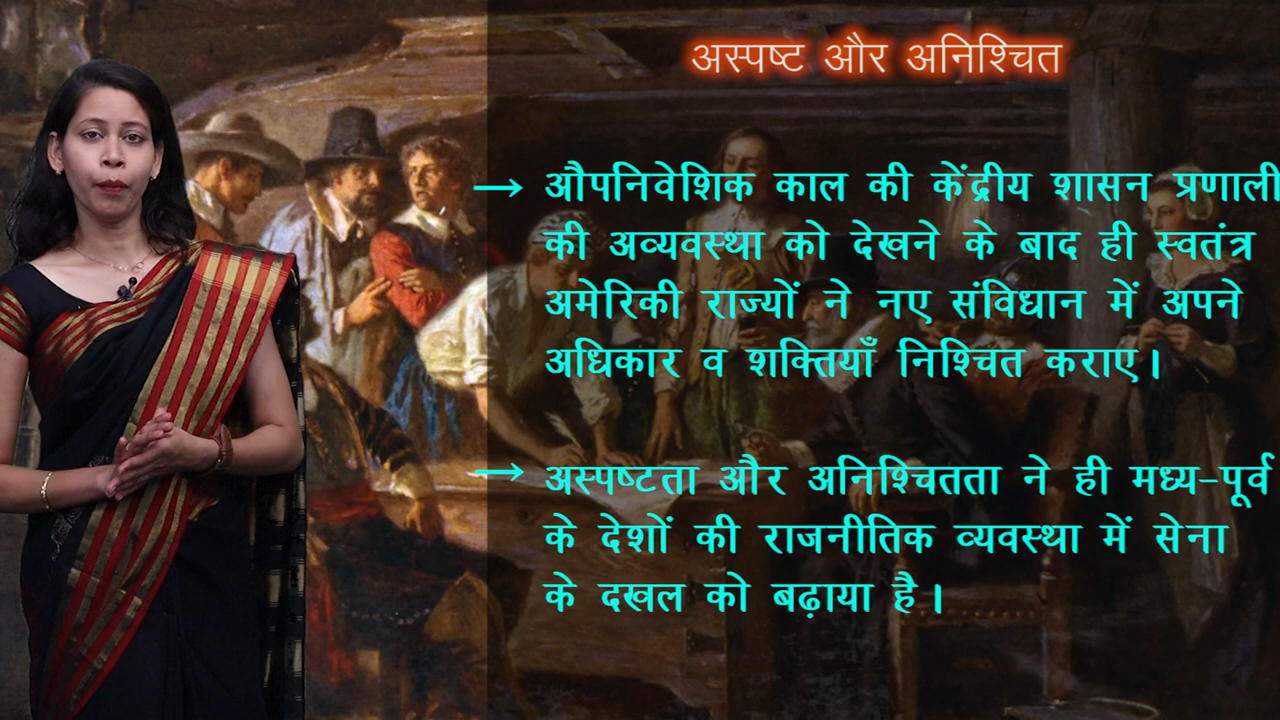 अस्पष्ट और अनिश्चित
→ औपनिवेशिक काल की केंद्रीय शासन प्रणाली
की अव्यवस्था को देखने के बाद ही स्वतंत्र
अमेरिकी राज्यों ने नए संविधान में अपने
अधिकार व शक्तियाँ निश्चित कराए।
→ अस्पष्टता और अनिश्चितता ने ही मध्य-पूर्व
के देशों की राजनीतिक व्यवस्था में सेना
के दखल को बढ़ाया है।